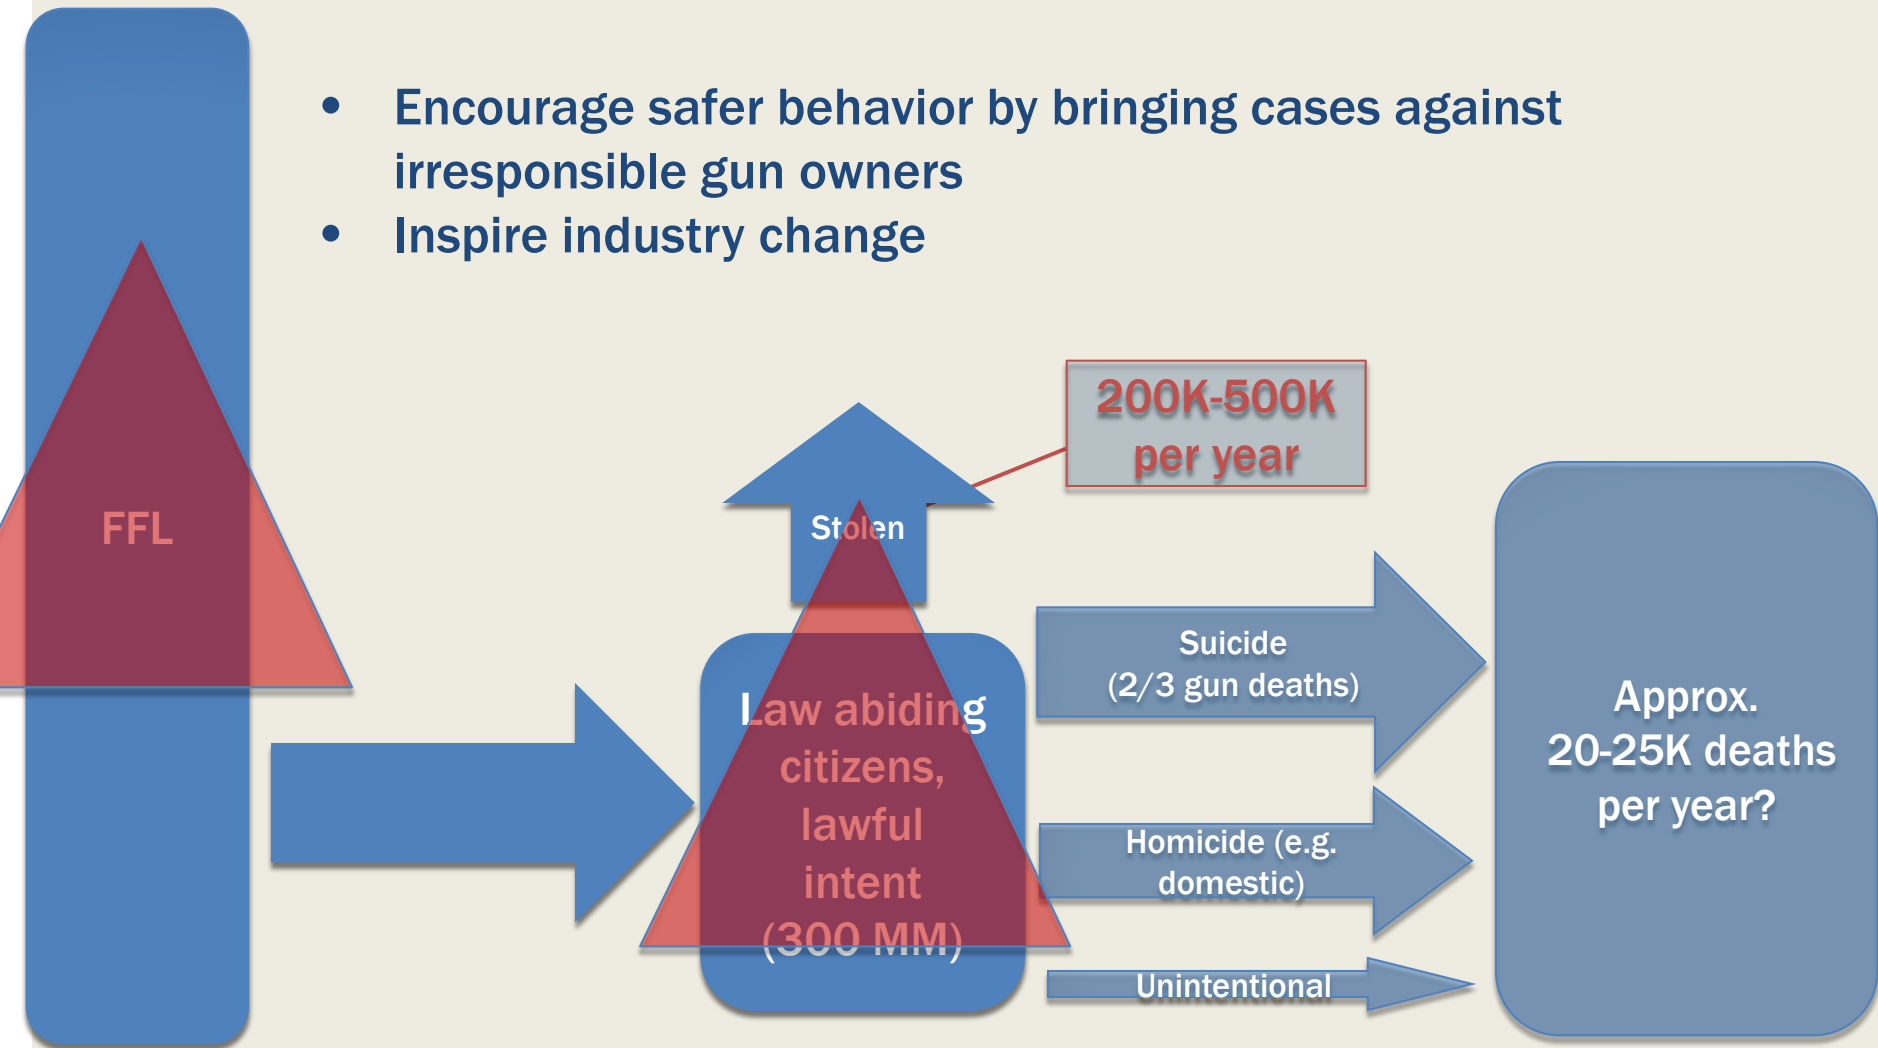 • Encourage safer behavior by bringing cases against
irresponsible gun owners
• Inspire industry change
FFL
200K-500K
per year
Stolen
Law abiding
citizens,
lawful
intent
(300 MM)
Suicide
(2/3 gun deaths)
Homicide (e.g.
domestic)
Unintentional
Approx.
20-25K deaths
per year?